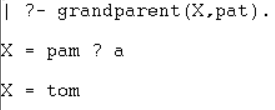 | ?- grandparent(X,pat).
X = pam ? a
X = tom